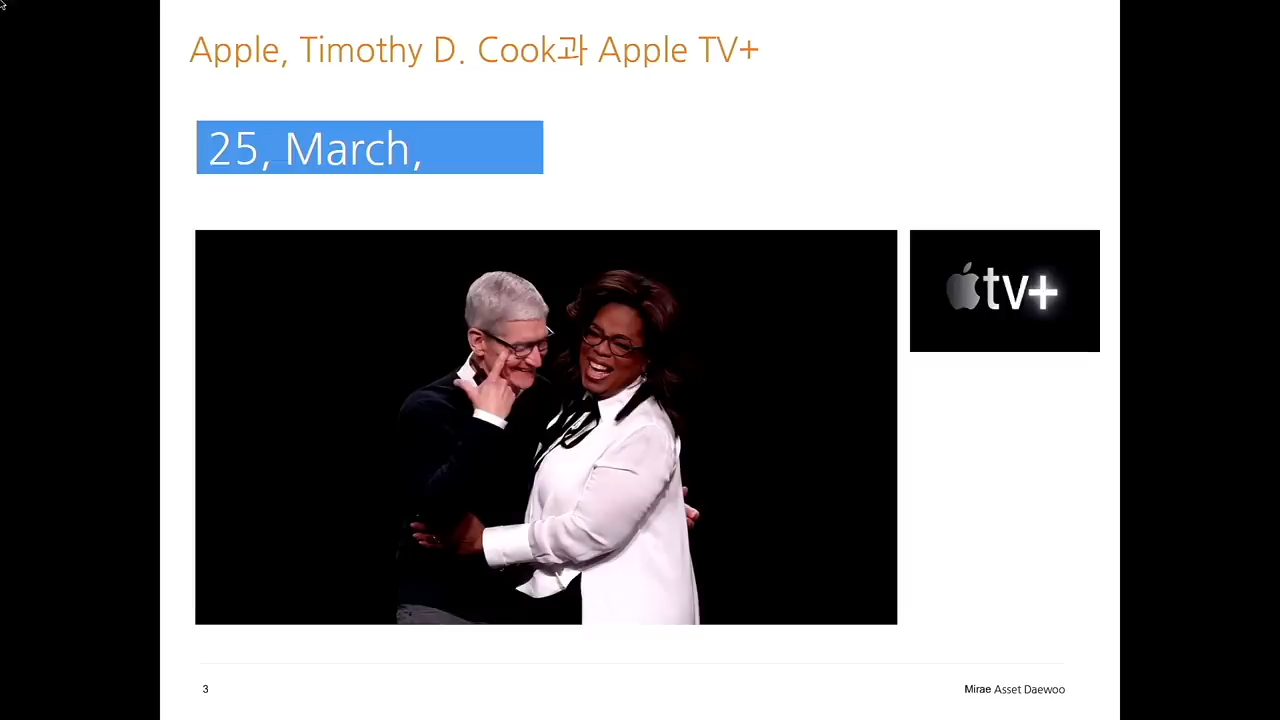 Apple, Timothy D. Cook과 Apple TV+
25, March,
tv+
3
Mirae Asset Daewoo